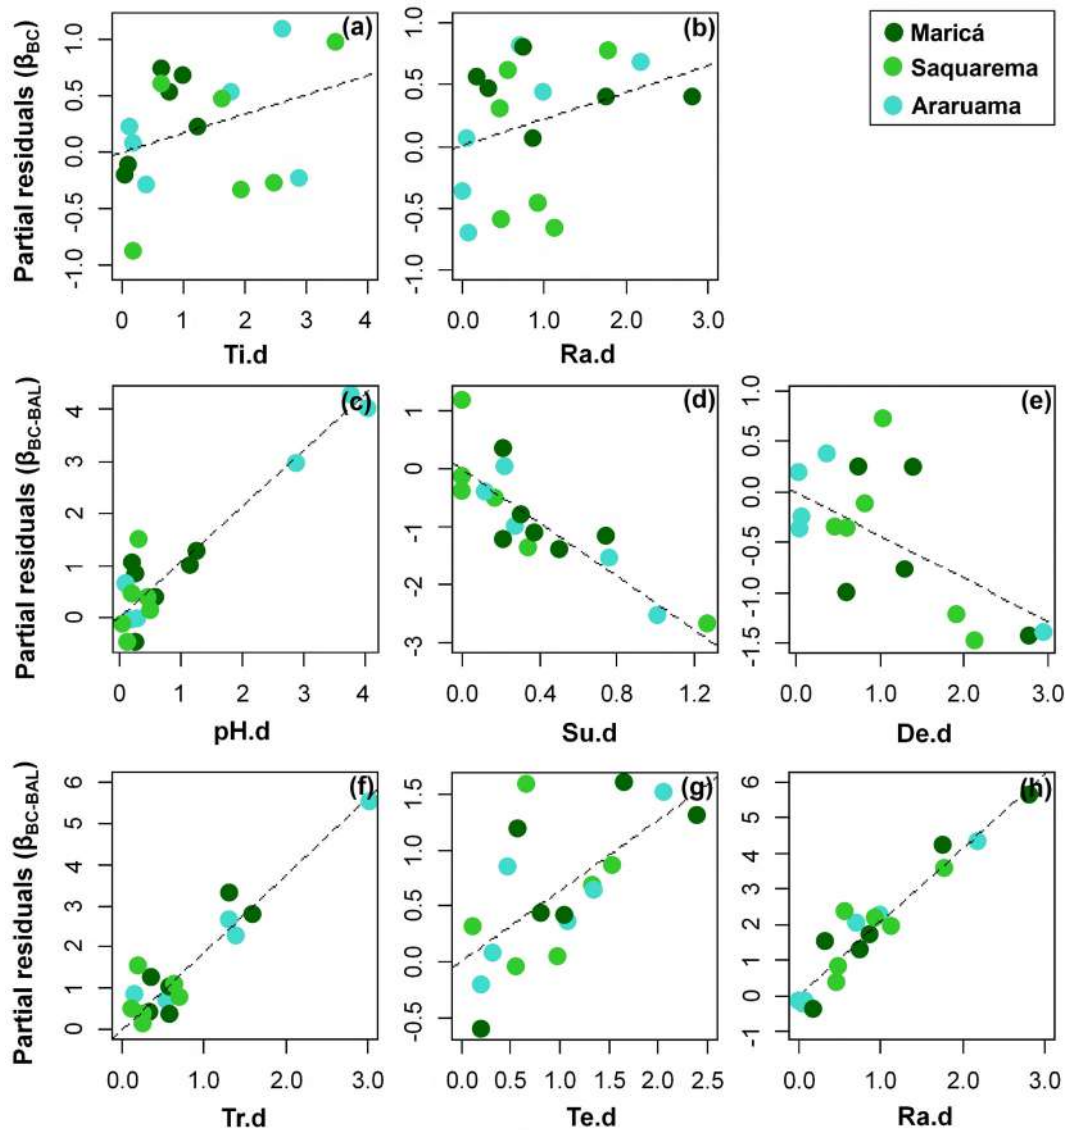 (a)
Partial residuals (βBC)
1.0
0.5
0.0
-0.5
-1.0
0 1 2 3 4
Ti.d
(b)
1.0
0.5
0.0
-0.5
-1.0
0.0 1.0 2.0 3.0
Ra.d
Maricá
Saquarema
Araruama
(c)
Partial residuals (βBC-BAL)
4
3
2
1
0
0 1 2 3 4
pH.d
(d)
1
0
-1
-2
-3
0.0 0.4 0.8 1.2
Su.d
(e)
1.0
0.5
0.0
-0.5
-1.0
-1.5
0.0 1.0 2.0 3.0
De.d
(f)
Partial residuals (βBC-BAL)
6
5
4
3
2
1
0
0.0 1.0 2.0 3.0
Tr.d
(g)
1.5
1.0
0.5
0.0
-0.5
0.0 0.5 1.0 1.5 2.0 2.5
Te.d
(h)
6
5
4
3
2
1
0
-1
0.0 1.0 2.0 3.0
Ra.d